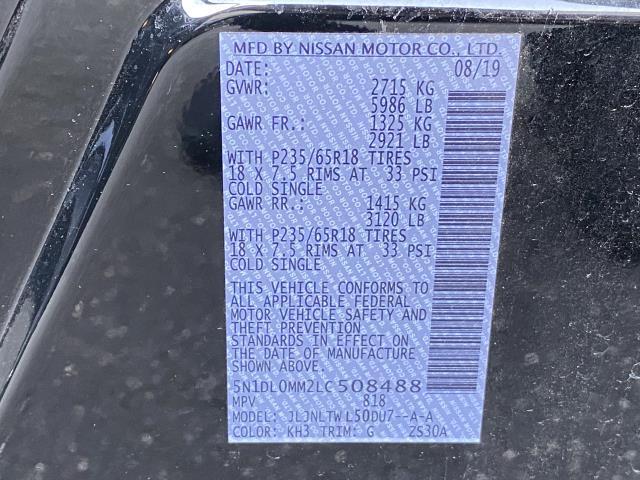 MFD BY NISSAN MOTOR CO., LTD.
DATE: 08/19
GVWR: 2715 KG
5986 LB
GAWR FR.: 1325 KG
2921 LB
WITH P235/65R18 TIRES
18 X 7.5 RIMS AT 33 PSI
COLD SINGLE
GAWR RR.: 1415 KG
3120 LB
WITH P235/65R18 TIRES
18 X 7.5 RIMS AT 33 PSI
COLD SINGLE
THIS VEHICLE CONFORMS TO
ALL APPLICABLE FEDERAL
MOTOR VEHICLE SAFETY AND
THEFT PREVENTION
STANDARDS IN EFFECT ON
THE DATE OF MANUFACTURE
SHOWN ABOVE.
5N1DL0MM2LC508488
MPV 818
MODEL: JLJNLTWL50DU7--A-A
COLOR: KH3 TRIM: G ZS30A